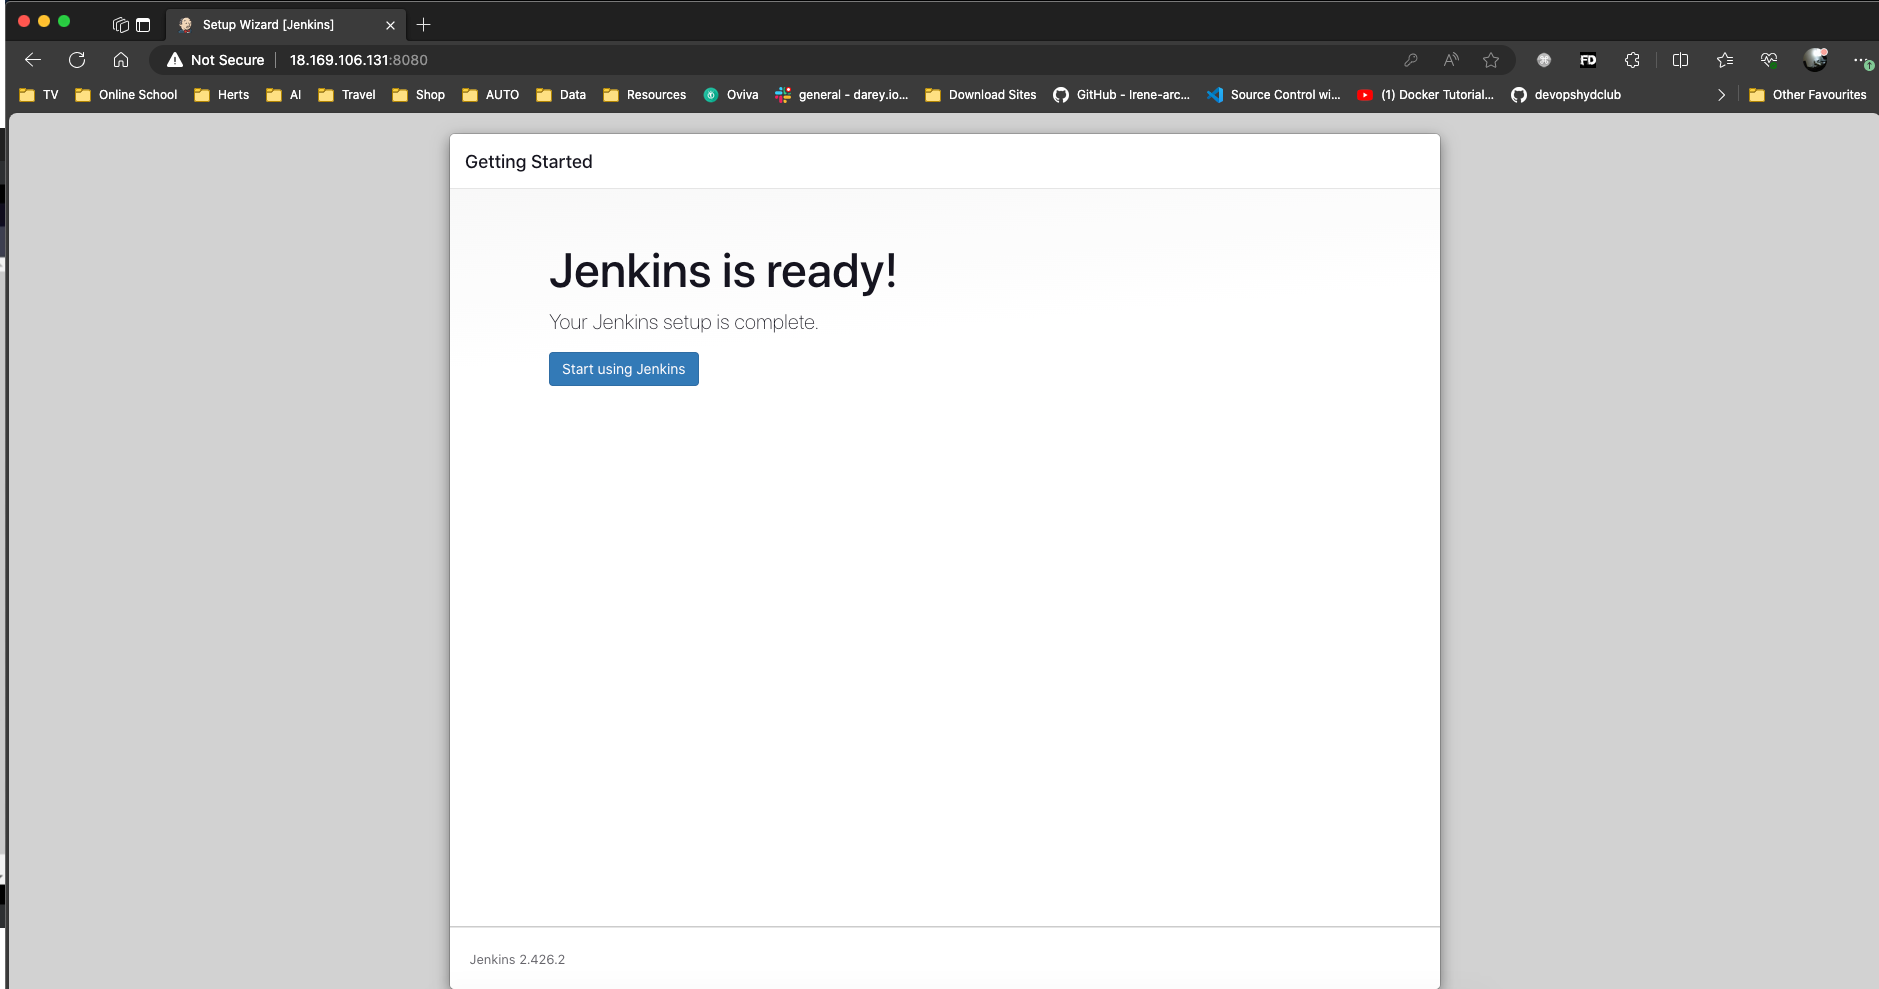 Setup Wizard [Jenkins]
Not Secure 18.169.106.131:8080
TV Online School Herts AI Travel Shop AUTO Data Resources Oviva general - darey.io... Download Sites GitHub - Irene-arc... Source Control wi... (1) Docker Tutorial... devopshydclub Other Favourites
Getting Started
Jenkins is ready!
Your Jenkins setup is complete.
Start using Jenkins
Jenkins 2.426.2